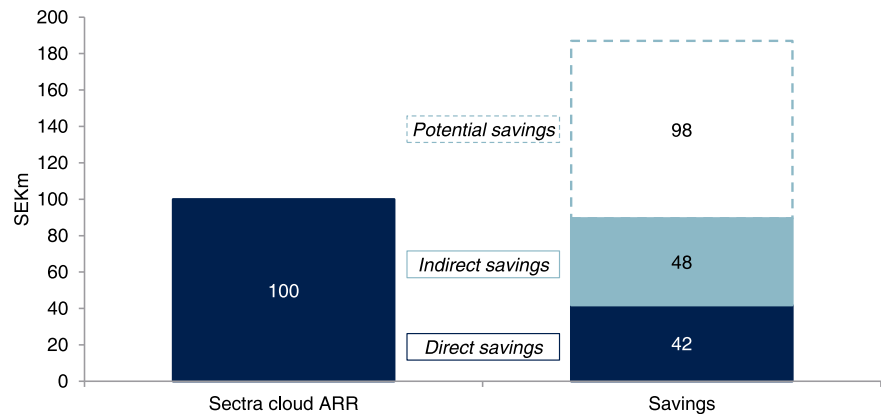 200
180
160
140
120
100
80
60
40
20
0
SEKm
100
Potential savings
Indirect savings
Direct savings
98
48
42
Sectra cloud ARR
Savings